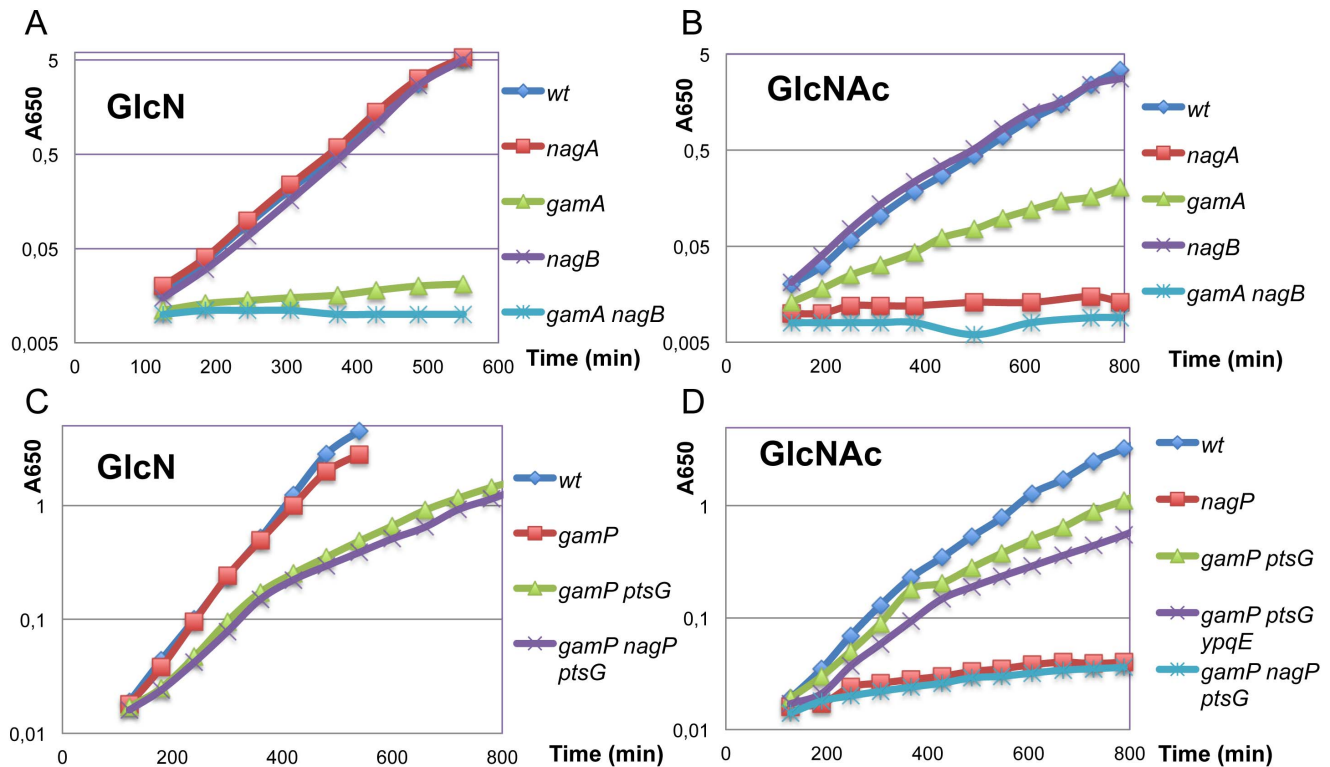 A
GlcN
A650
5
0,5
0,05
0,005
0
100
200
300
400
500
600
Time (min)
wt
nagA
gamA
nagB
gamA nagB
B
GlcNAc
A650
5
0,5
0,05
0,005
0
200
400
600
800
Time (min)
wt
nagA
gamA
nagB
gamA nagB
C
GlcN
A650
1
0,1
0,01
0
200
400
600
800
Time (min)
wt
gamP
gamP ptsG
gamP nagP
ptsG
D
GlcNAc
A650
1
0,1
0,01
0
200
400
600
800
Time (min)
wt
nagP
gamP ptsG
gamP ptsG
ypqE
gamP nagP
ptsG